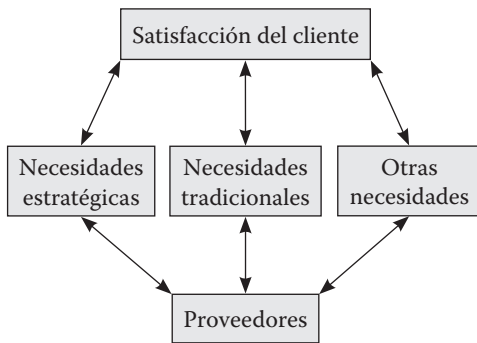 Satisfacción del cliente
Necesidades
estratégicas
Necesidades
tradicionales
Otras
necesidades
Proveedores